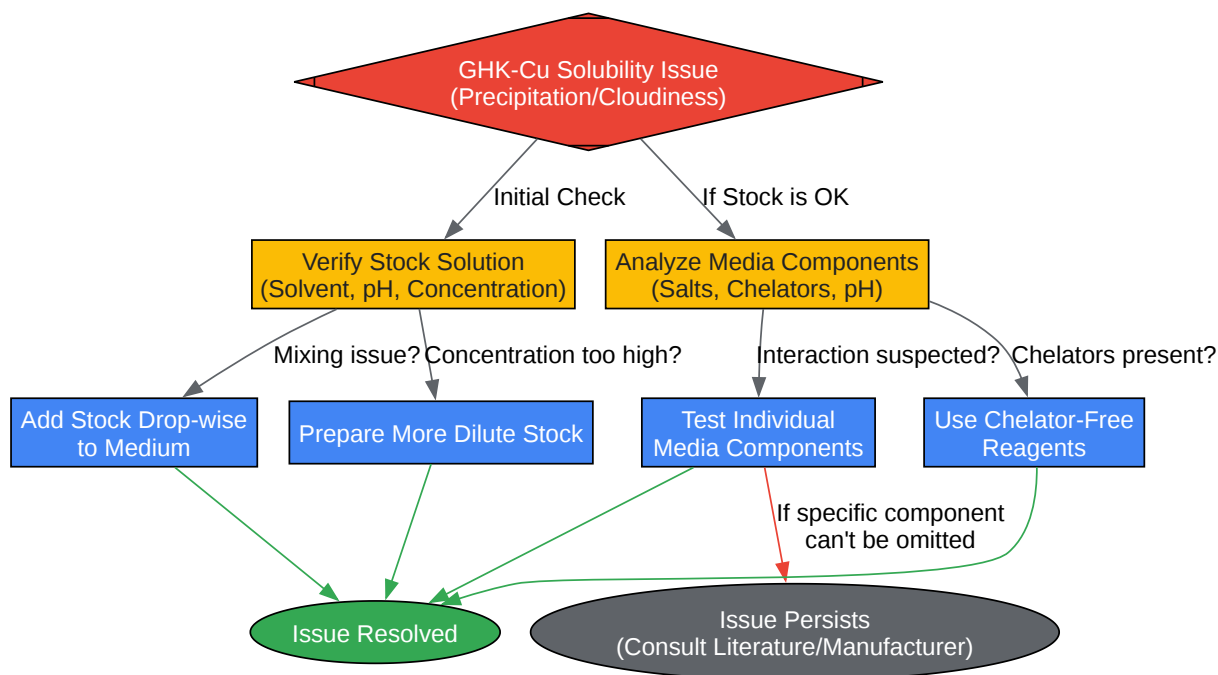 GHK-Cu Solubility Issue
(Precipitation/Cloudiness)
Initial Check
If Stock is OK
Verify Stock Solution
(Solvent, pH, Concentration)
Analyze Media Components
(Salts, Chelators, pH)
Mixing issue?
Concentration too high?
Interaction suspected?
Chelators present?
Add Stock Drop-wise
to Medium
Prepare More Dilute Stock
Test Individual
Media Components
Use Chelator-Free
Reagents
If specific component
can't be omitted
Issue Resolved
Issue Persists
(Consult Literature/Manufacturer)